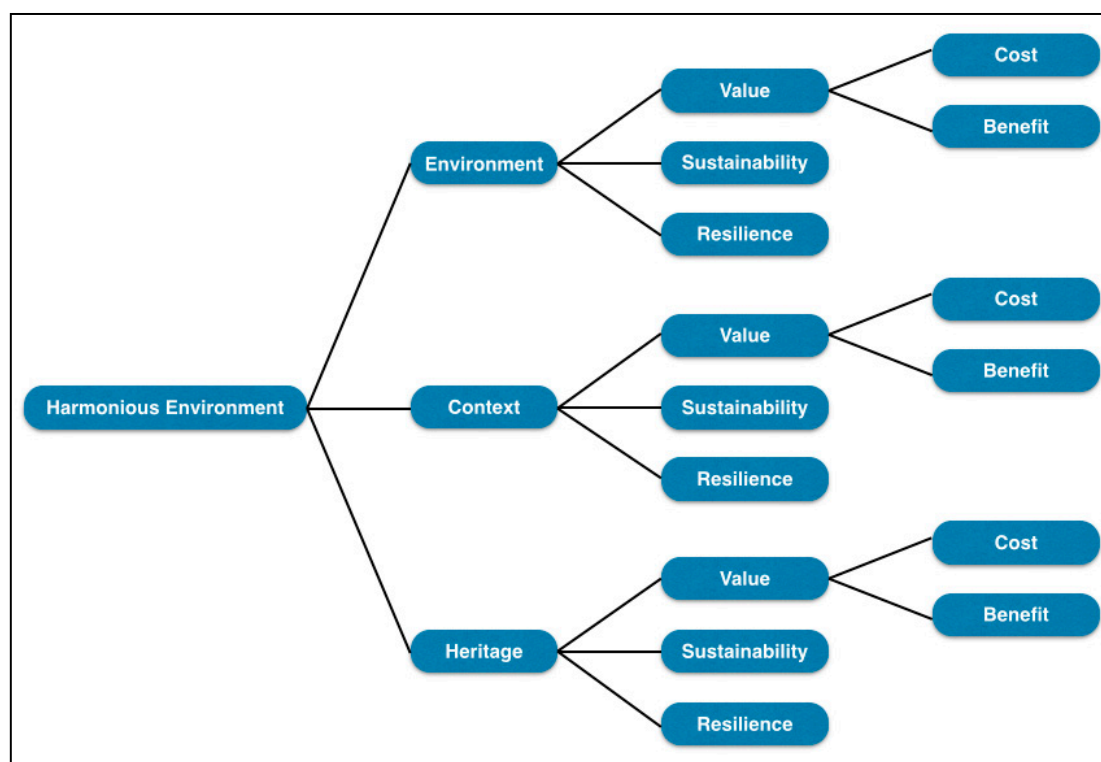 Harmonious Environment
Environment
Value
Cost
Benefit
Sustainability
Resilience
Context
Value
Cost
Benefit
Sustainability
Resilience
Heritage
Value
Cost
Benefit
Sustainability
Resilience